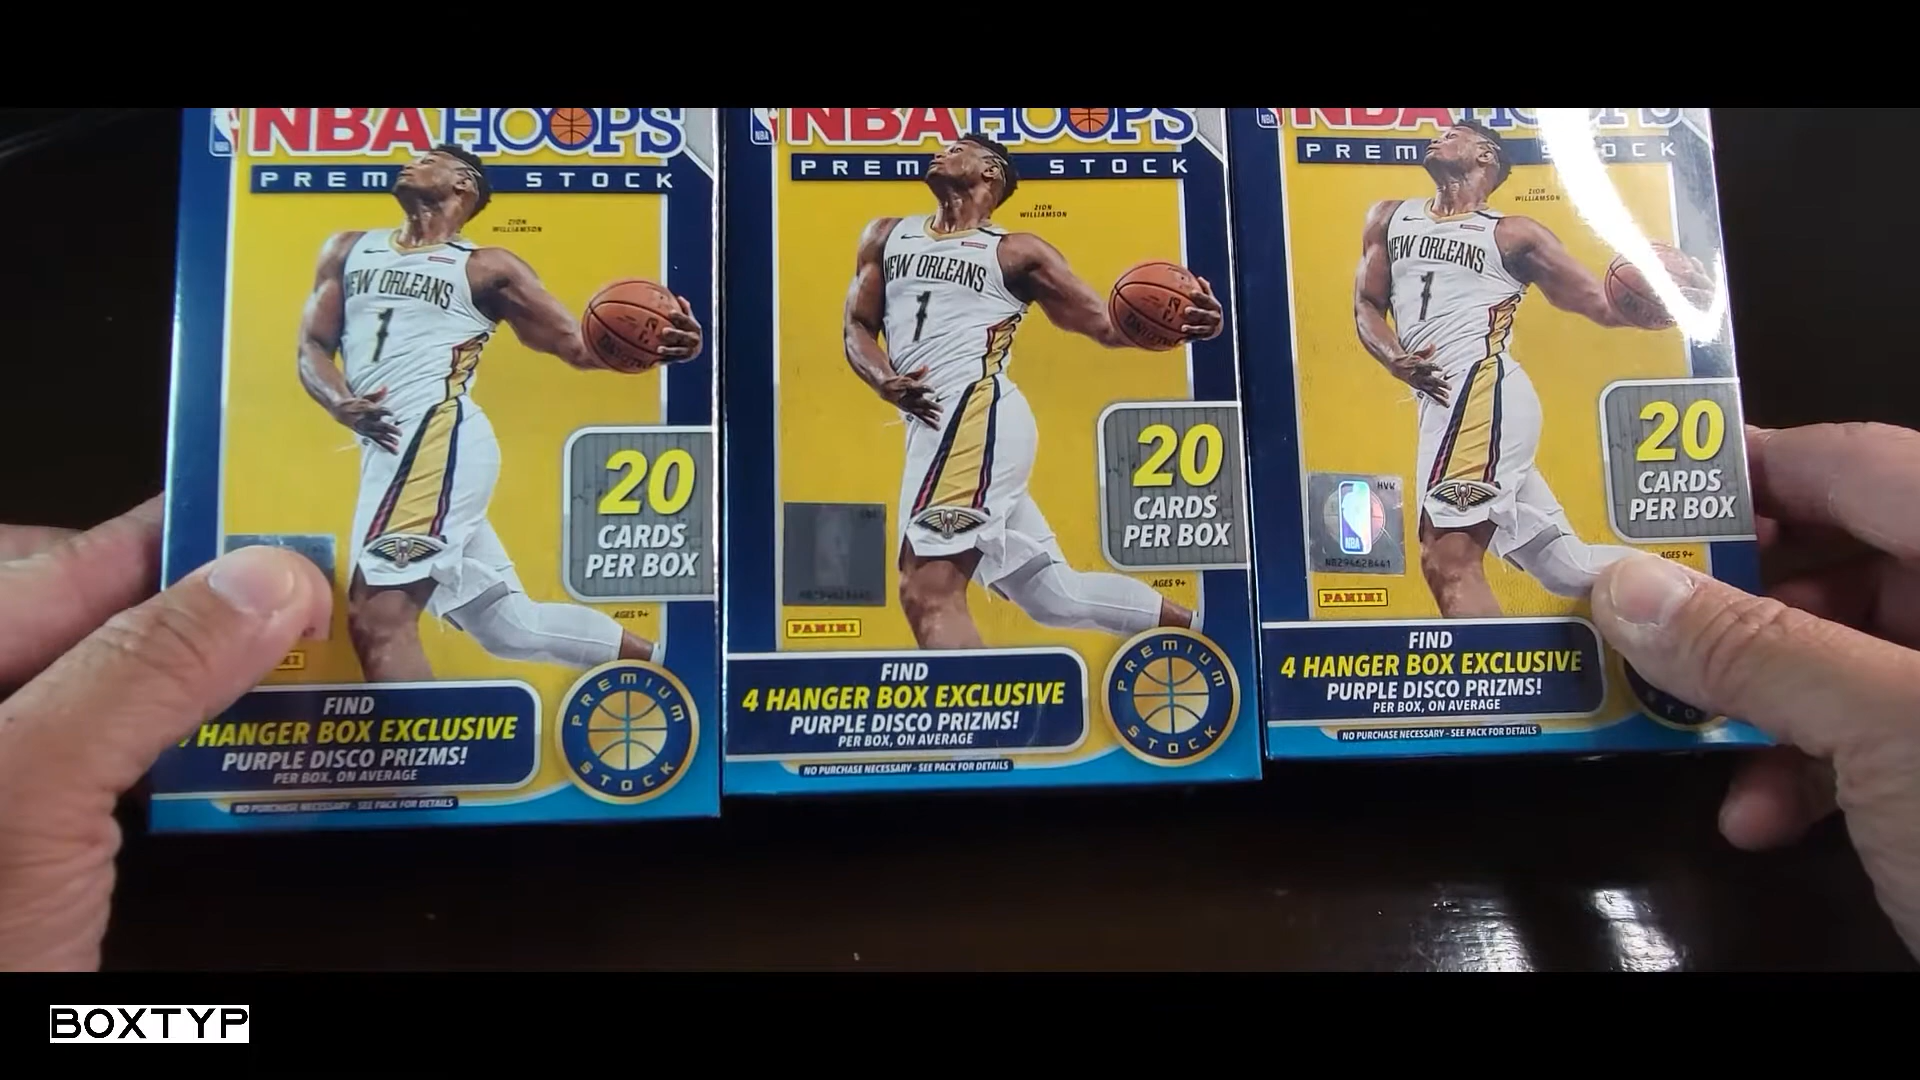 NBA HOOPS
PREM STOCK
ZION
WILLIAMSON
NEW ORLEANS
1
20
CARDS
PER BOX
AGES 9+
FIND
HANGER BOX EXCLUSIVE
PURPLE DISCO PRIZMS!
PER BOX, ON AVERAGE
NO PURCHASE NECESSARY - SEE PACK FOR DETAILS
PREMIUM
STOCK
NBA
NBA HOOPS
PREM STOCK
ZION
WILLIAMSON
NEW ORLEANS
1
20
CARDS
PER BOX
AGES 9+
PANINI
FIND
4 HANGER BOX EXCLUSIVE
PURPLE DISCO PRIZMS!
PER BOX, ON AVERAGE
NO PURCHASE NECESSARY - SEE PACK FOR DETAILS
PREMIUM
STOCK
NBA HOOPS
PREM STOCK
ZION
WILLIAMSON
NEW ORLEANS
1
20
CARDS
PER BOX
HVW
NBA
AGES 9+
PANINI
FIND
4 HANGER BOX EXCLUSIVE
PURPLE DISCO PRIZMS!
PER BOX, ON AVERAGE
NO PURCHASE NECESSARY - SEE PACK FOR DETAILS
BOXTYP